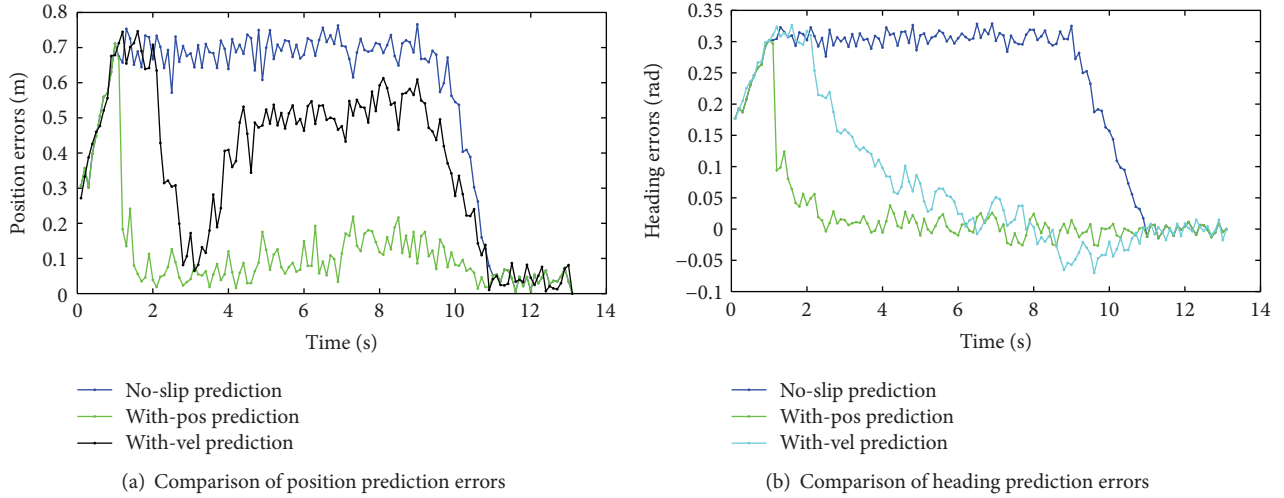 0.8
0.7
0.6
0.5
0.4
0.3
0.2
0.1
0
Position errors (m)
0 2 4 6 8 10 12 14
Time (s)
No-slip prediction
With-pos prediction
With-vel prediction
(a) Comparison of position prediction errors
0.35
0.3
0.25
0.2
0.15
0.1
0.05
0
−0.05
−0.1
Heading errors (rad)
0 2 4 6 8 10 12 14
Time (s)
No-slip prediction
With-pos prediction
With-vel prediction
(b) Comparison of heading prediction errors